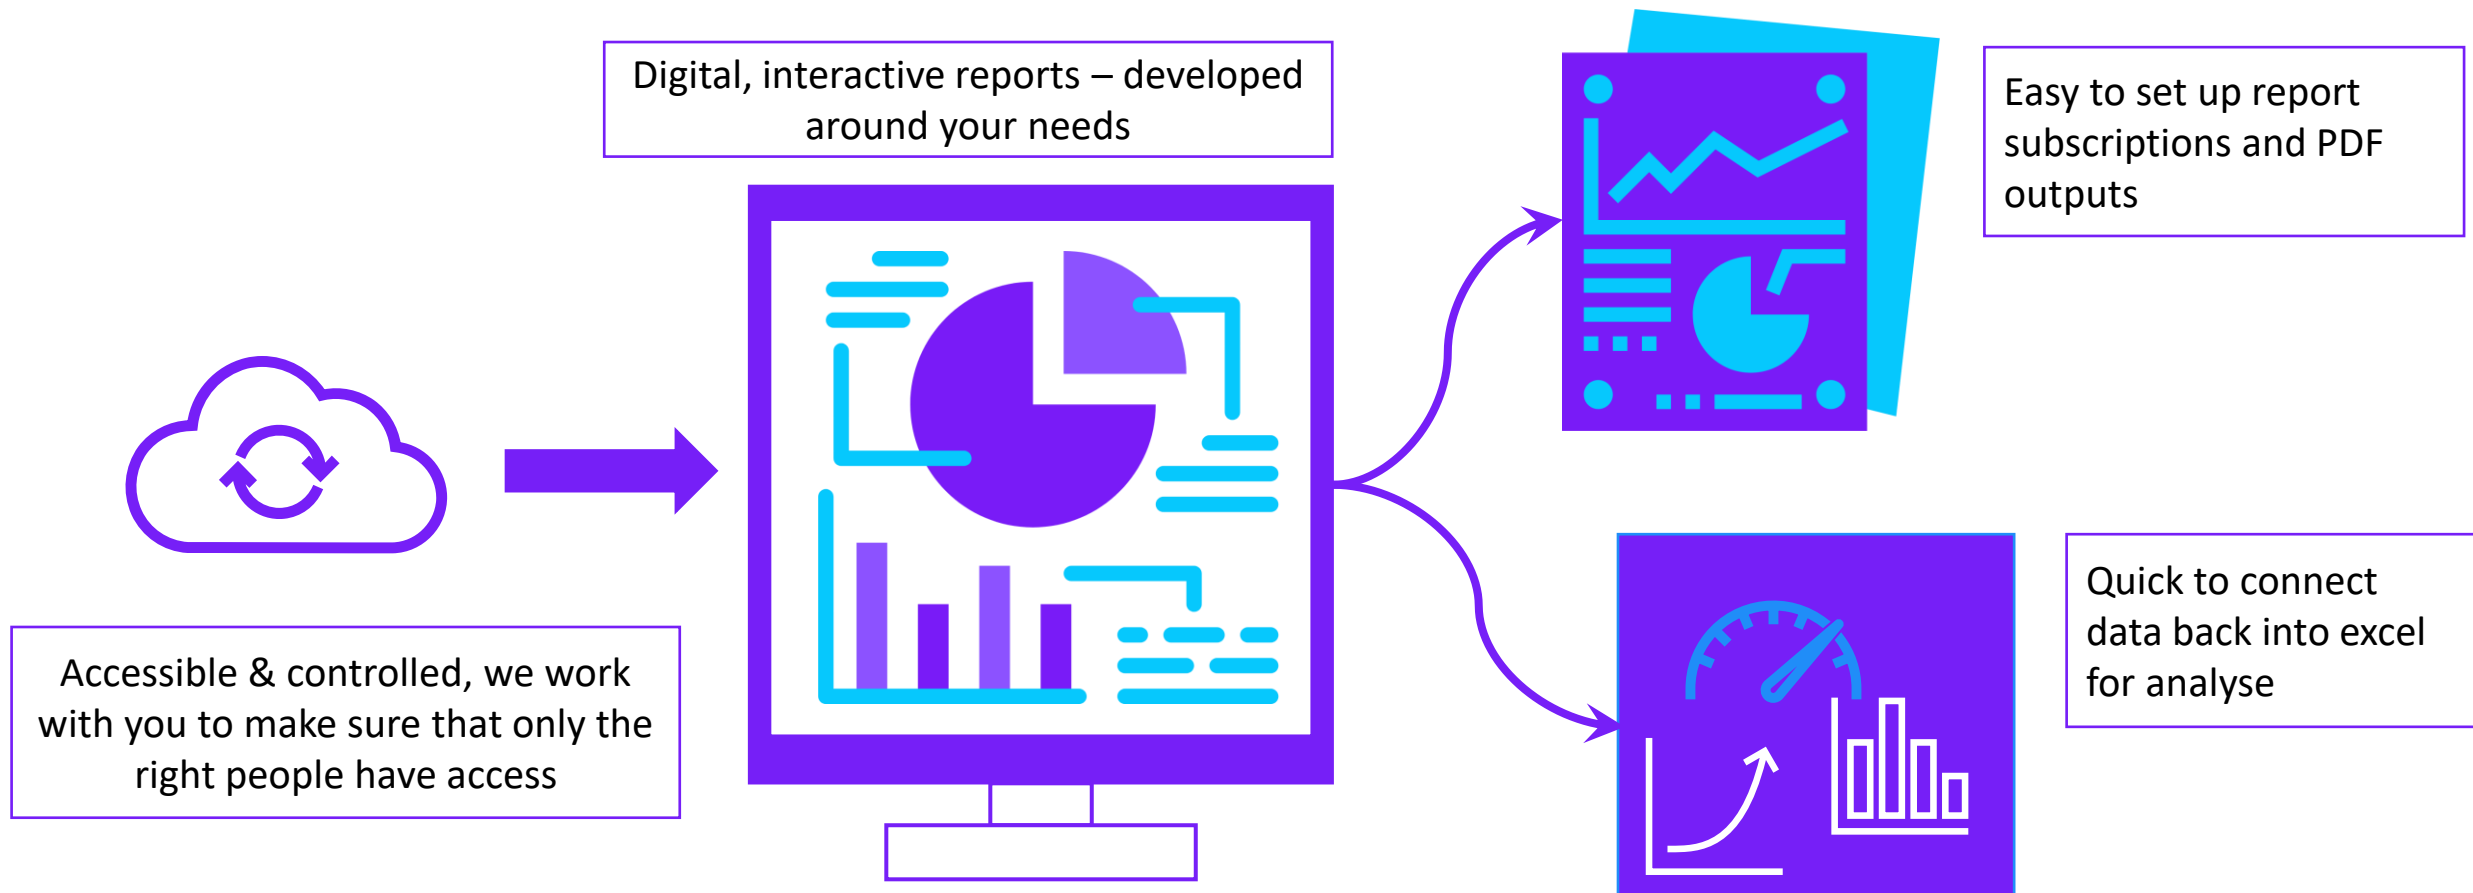 Digital, interactive reports – developed
around your needs
Easy to set up report
subscriptions and PDF
outputs
Accessible & controlled, we work
with you to make sure that only the
right people have access
Quick to connect
data back into excel
for analyse